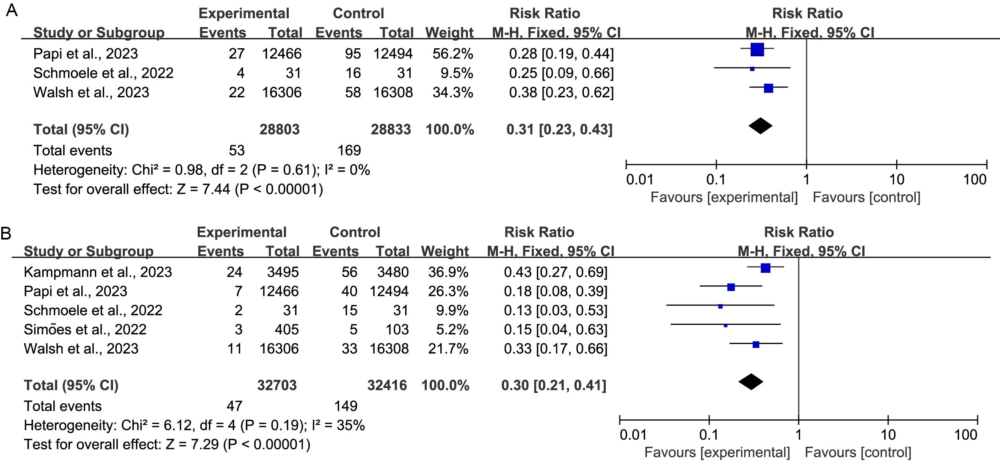 A
Experimental Control Risk Ratio Risk Ratio
Study or Subgroup Events Total Events Total Weight M-H, Fixed, 95% CI M-H, Fixed, 95% CI
Papi et al., 2023 27 12466 95 12494 56.2% 0.28 [0.19, 0.44]
Schmoele et al., 2022 4 31 16 31 9.5% 0.25 [0.09, 0.66]
Walsh et al., 2023 22 16306 58 16308 34.3% 0.38 [0.23, 0.62]
Total (95% CI) 28803 28833 100.0% 0.31 [0.23, 0.43]
Total events 53 169
Heterogeneity: Chi² = 0.98, df = 2 (P = 0.61); I² = 0%
Test for overall effect: Z = 7.44 (P < 0.00001)
0.01 0.1 1 10 100
Favours [experimental] Favours [control]
B
Experimental Control Risk Ratio Risk Ratio
Study or Subgroup Events Total Events Total Weight M-H, Fixed, 95% CI M-H, Fixed, 95% CI
Kampmann et al., 2023 24 3495 56 3480 36.9% 0.43 [0.27, 0.69]
Papi et al., 2023 7 12466 40 12494 26.3% 0.18 [0.08, 0.39]
Schmoele et al., 2022 2 31 15 31 9.9% 0.13 [0.03, 0.53]
Simões et al., 2022 3 405 5 103 5.2% 0.15 [0.04, 0.63]
Walsh et al., 2023 11 16306 33 16308 21.7% 0.33 [0.17, 0.66]
Total (95% CI) 32703 32416 100.0% 0.30 [0.21, 0.41]
Total events 47 149
Heterogeneity: Chi² = 6.12, df = 4 (P = 0.19); I² = 35%
Test for overall effect: Z = 7.29 (P < 0.00001)
0.01 0.1 1 10 100
Favours [experimental] Favours [control]